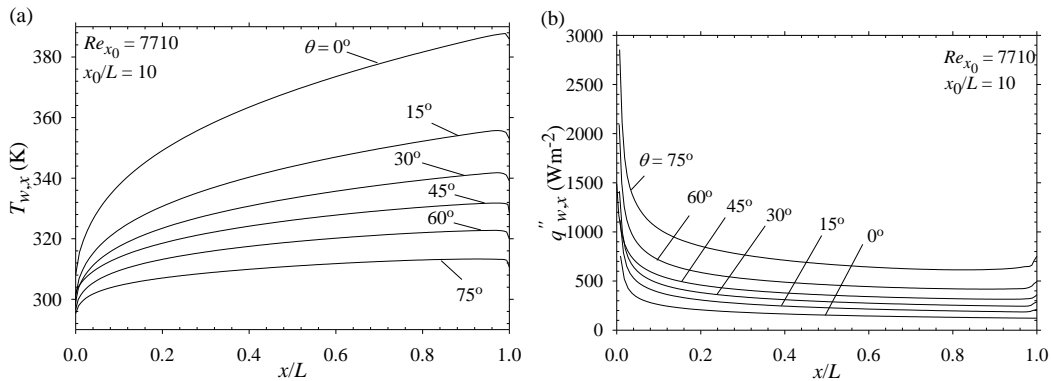 (a)
Re_{x_0} = 7710
x_0/L = 10
θ = 0°
15°
30°
45°
60°
75°
380
360
340
320
300
T_{w,x} (K)
0.0 0.2 0.4 0.6 0.8 1.0
x/L
(b)
Re_{x_0} = 7710
x_0/L = 10
θ = 75°
60° 45° 30° 15° 0°
3000
2500
2000
1500
1000
500
0
q''_{w,x} (Wm⁻²)
0.0 0.2 0.4 0.6 0.8 1.0
x/L